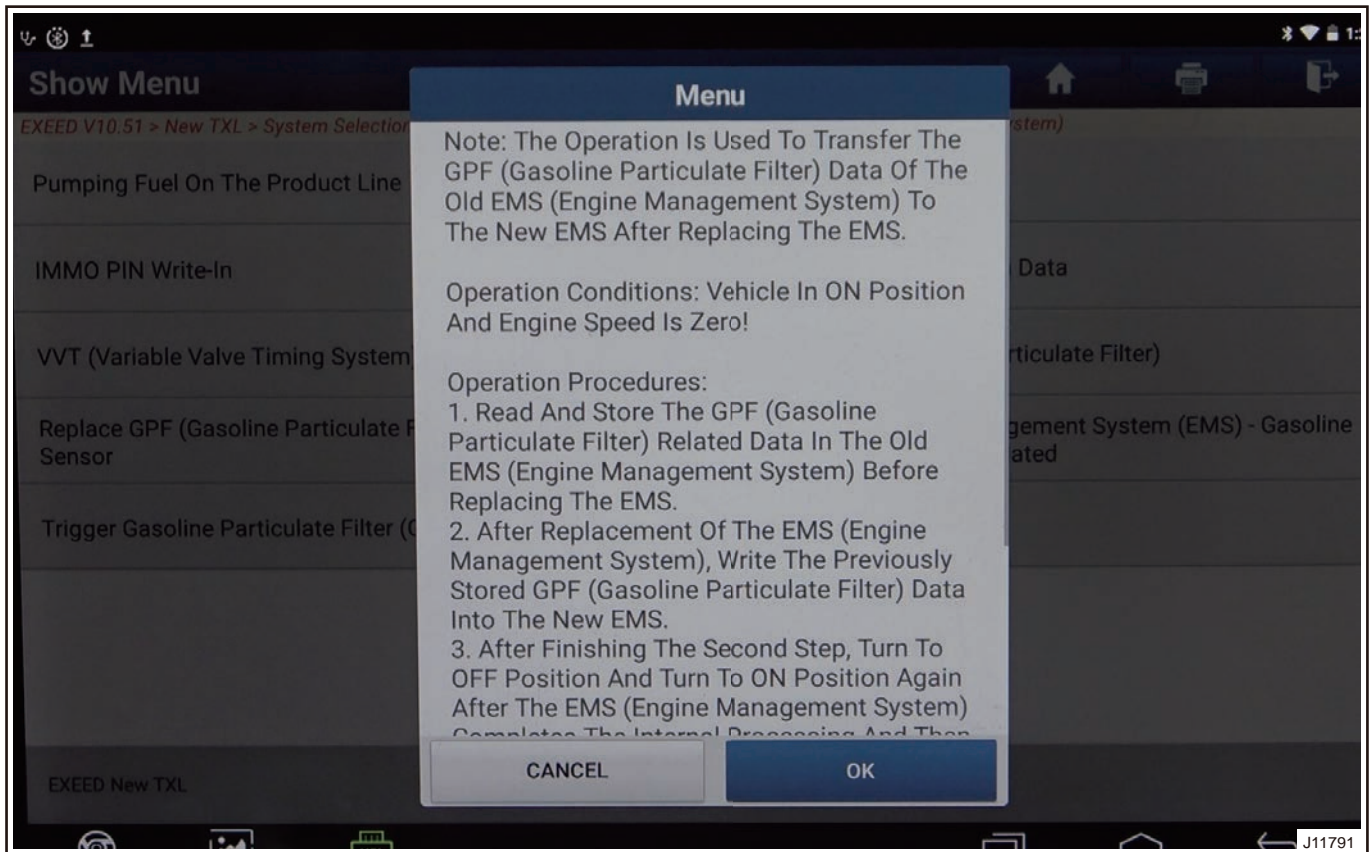 1:
Show Menu
Menu
EXEED V10.51 > New TXL > System Selection
stem)
Note: The Operation Is Used To Transfer The
GPF (Gasoline Particulate Filter) Data Of The
Old EMS (Engine Management System) To
The New EMS After Replacing The EMS.
Operation Conditions: Vehicle In ON Position
And Engine Speed Is Zero!
Operation Procedures:
1. Read And Store The GPF (Gasoline
Particulate Filter) Related Data In The Old
EMS (Engine Management System) Before
Replacing The EMS.
2. After Replacement Of The EMS (Engine
Management System), Write The Previously
Stored GPF (Gasoline Particulate Filter) Data
Into The New EMS.
3. After Finishing The Second Step, Turn To
OFF Position And Turn To ON Position Again
After The EMS (Engine Management System)
Completes The Internal Processing And Then
CANCEL
OK
Pumping Fuel On The Product Line
IMMO PIN Write-In
Data
VVT (Variable Valve Timing System
rticulate Filter)
Replace GPF (Gasoline Particulate F
Sensor
gement System (EMS) - Gasoline
ated
Trigger Gasoline Particulate Filter (
EXEED New TXL
J11791